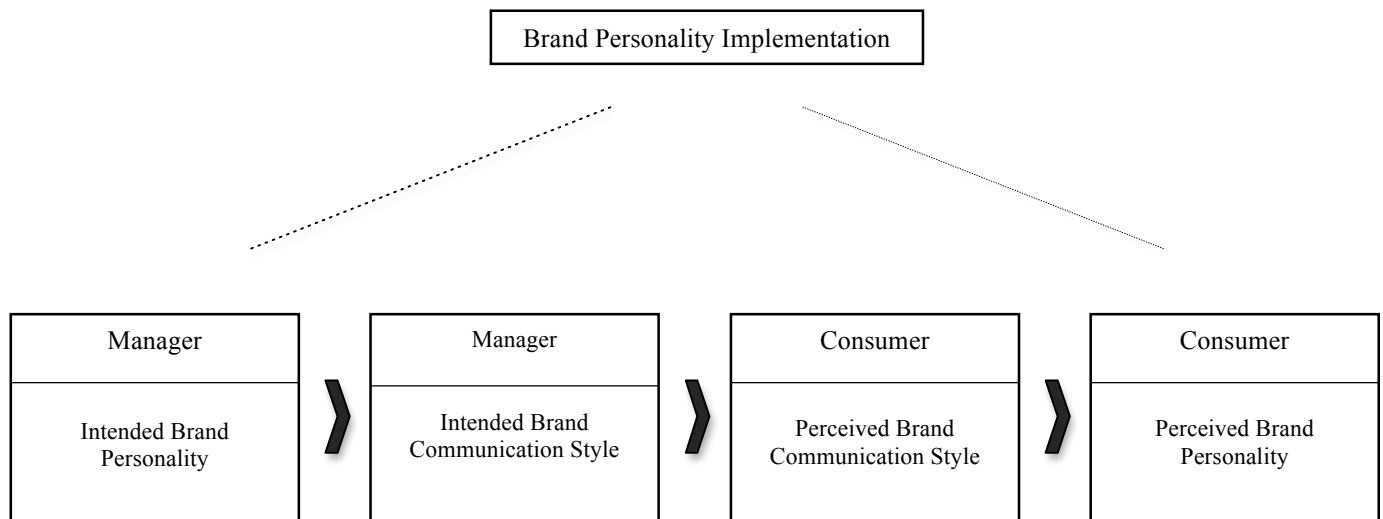 Brand Personality Implementation
Manager
Intended Brand
Personality
Manager
Intended Brand
Communication Style
Consumer
Perceived Brand
Communication Style
Consumer
Perceived Brand
Personality